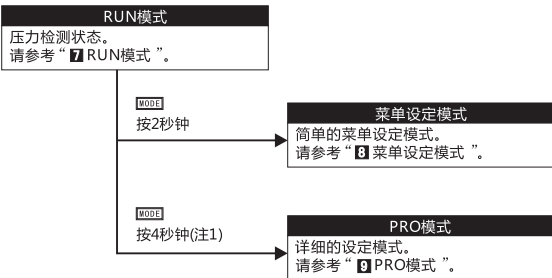 RUN模式
压力检测状态。
请参考“7RUN模式 ”。
MODE
按2秒钟
菜单设定模式
简单的菜单设定模式。
请参考“8菜单设定模式 ”。
MODE
按4秒钟(注1)
PRO模式
详细的设定模式。
请参考“9PRO模式 ”。